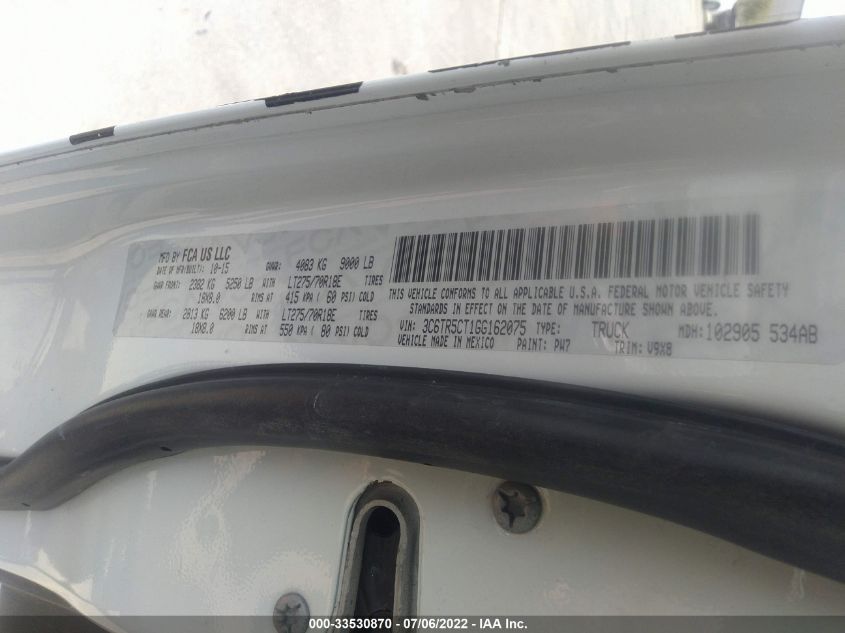 MFD BY FCA US LLC
DATE OF MFR/BUILT: 10-15 GVWR: 4083 KG 9000 LB
GAWR FRONT: 2382 KG 5250 LB WITH LT275/70R18E TIRES
18X8.0 RIMS AT 415 KPA ( 60 PSI) COLD
GAWR REAR: 2813 KG 6200 LB WITH LT275/70R18E TIRES
18X8.0 RIMS AT 550 KPA ( 80 PSI) COLD
THIS VEHICLE CONFORMS TO ALL APPLICABLE U.S.A. FEDERAL MOTOR VEHICLE SAFETY
STANDARDS IN EFFECT ON THE DATE OF MANUFACTURE SHOWN ABOVE.
VIN: 3C6TR5CT1GG162075 TYPE: TRUCK MDH: 102905 534AB
VEHICLE MADE IN MEXICO PAINT: PW7 TRIM: V9X8
000-33530870 - 07/06/2022 - IAA Inc.